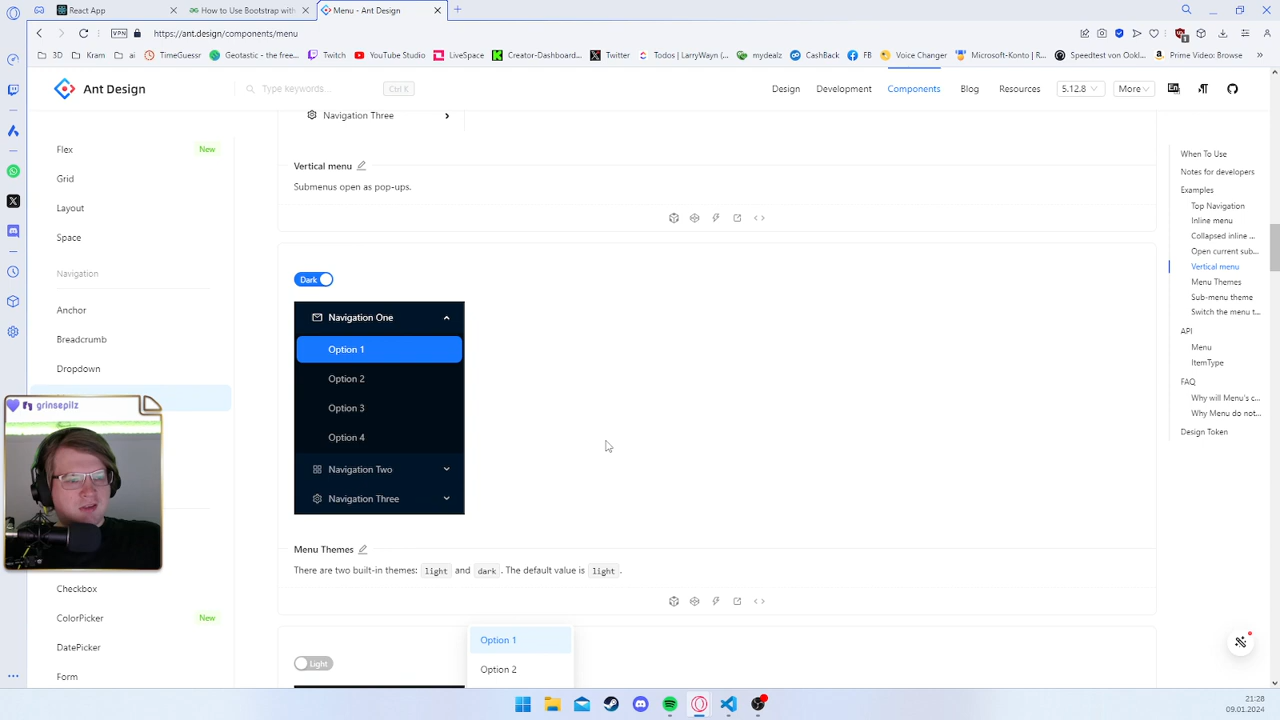 React App
How to Use Bootstrap with
Menu - Ant Design
VPN
https://ant.design/components/menu
1
3D
Kram
ai
TimeGuesser
Geotastic - the free...
Twitch
YouTube Studio
LiveSpace
Creator-Dashboard...
Todos | LarryWayn (...
mydealz
CashBack
FB
Voice Changer
Microsoft-Konto | R...
Speedtest von Ookl...
Prime Video: Browse
Ant Design
Type keywords...
Ctrl K
Design
Development
Components
Blog
Resources
5.12.8
More
Flex
New
Grid
Layout
Space
Navigation
Anchor
Breadcrumb
Dropdown
grinsepilz
Checkbox
ColorPicker
New
DatePicker
Form
Navigation Three
Vertical menu
Submenus open as pop-ups.
Dark
Navigation One
Option 1
Option 2
Option 3
Option 4
Navigation Two
Navigation Three
Menu Themes
There are two built-in themes: light and dark. The default value is light.
Light
Option 1
Option 2
When To Use
Notes for developers
Examples
Top Navigation
Inline menu
Collapsed inline ...
Open current sub...
Vertical menu
Menu Themes
Sub-menu theme
Switch the menu t...
API
Menu
ItemType
FAQ
Why will Menu's c...
Why Menu do not...
Design Token
21:28
09.01.2024